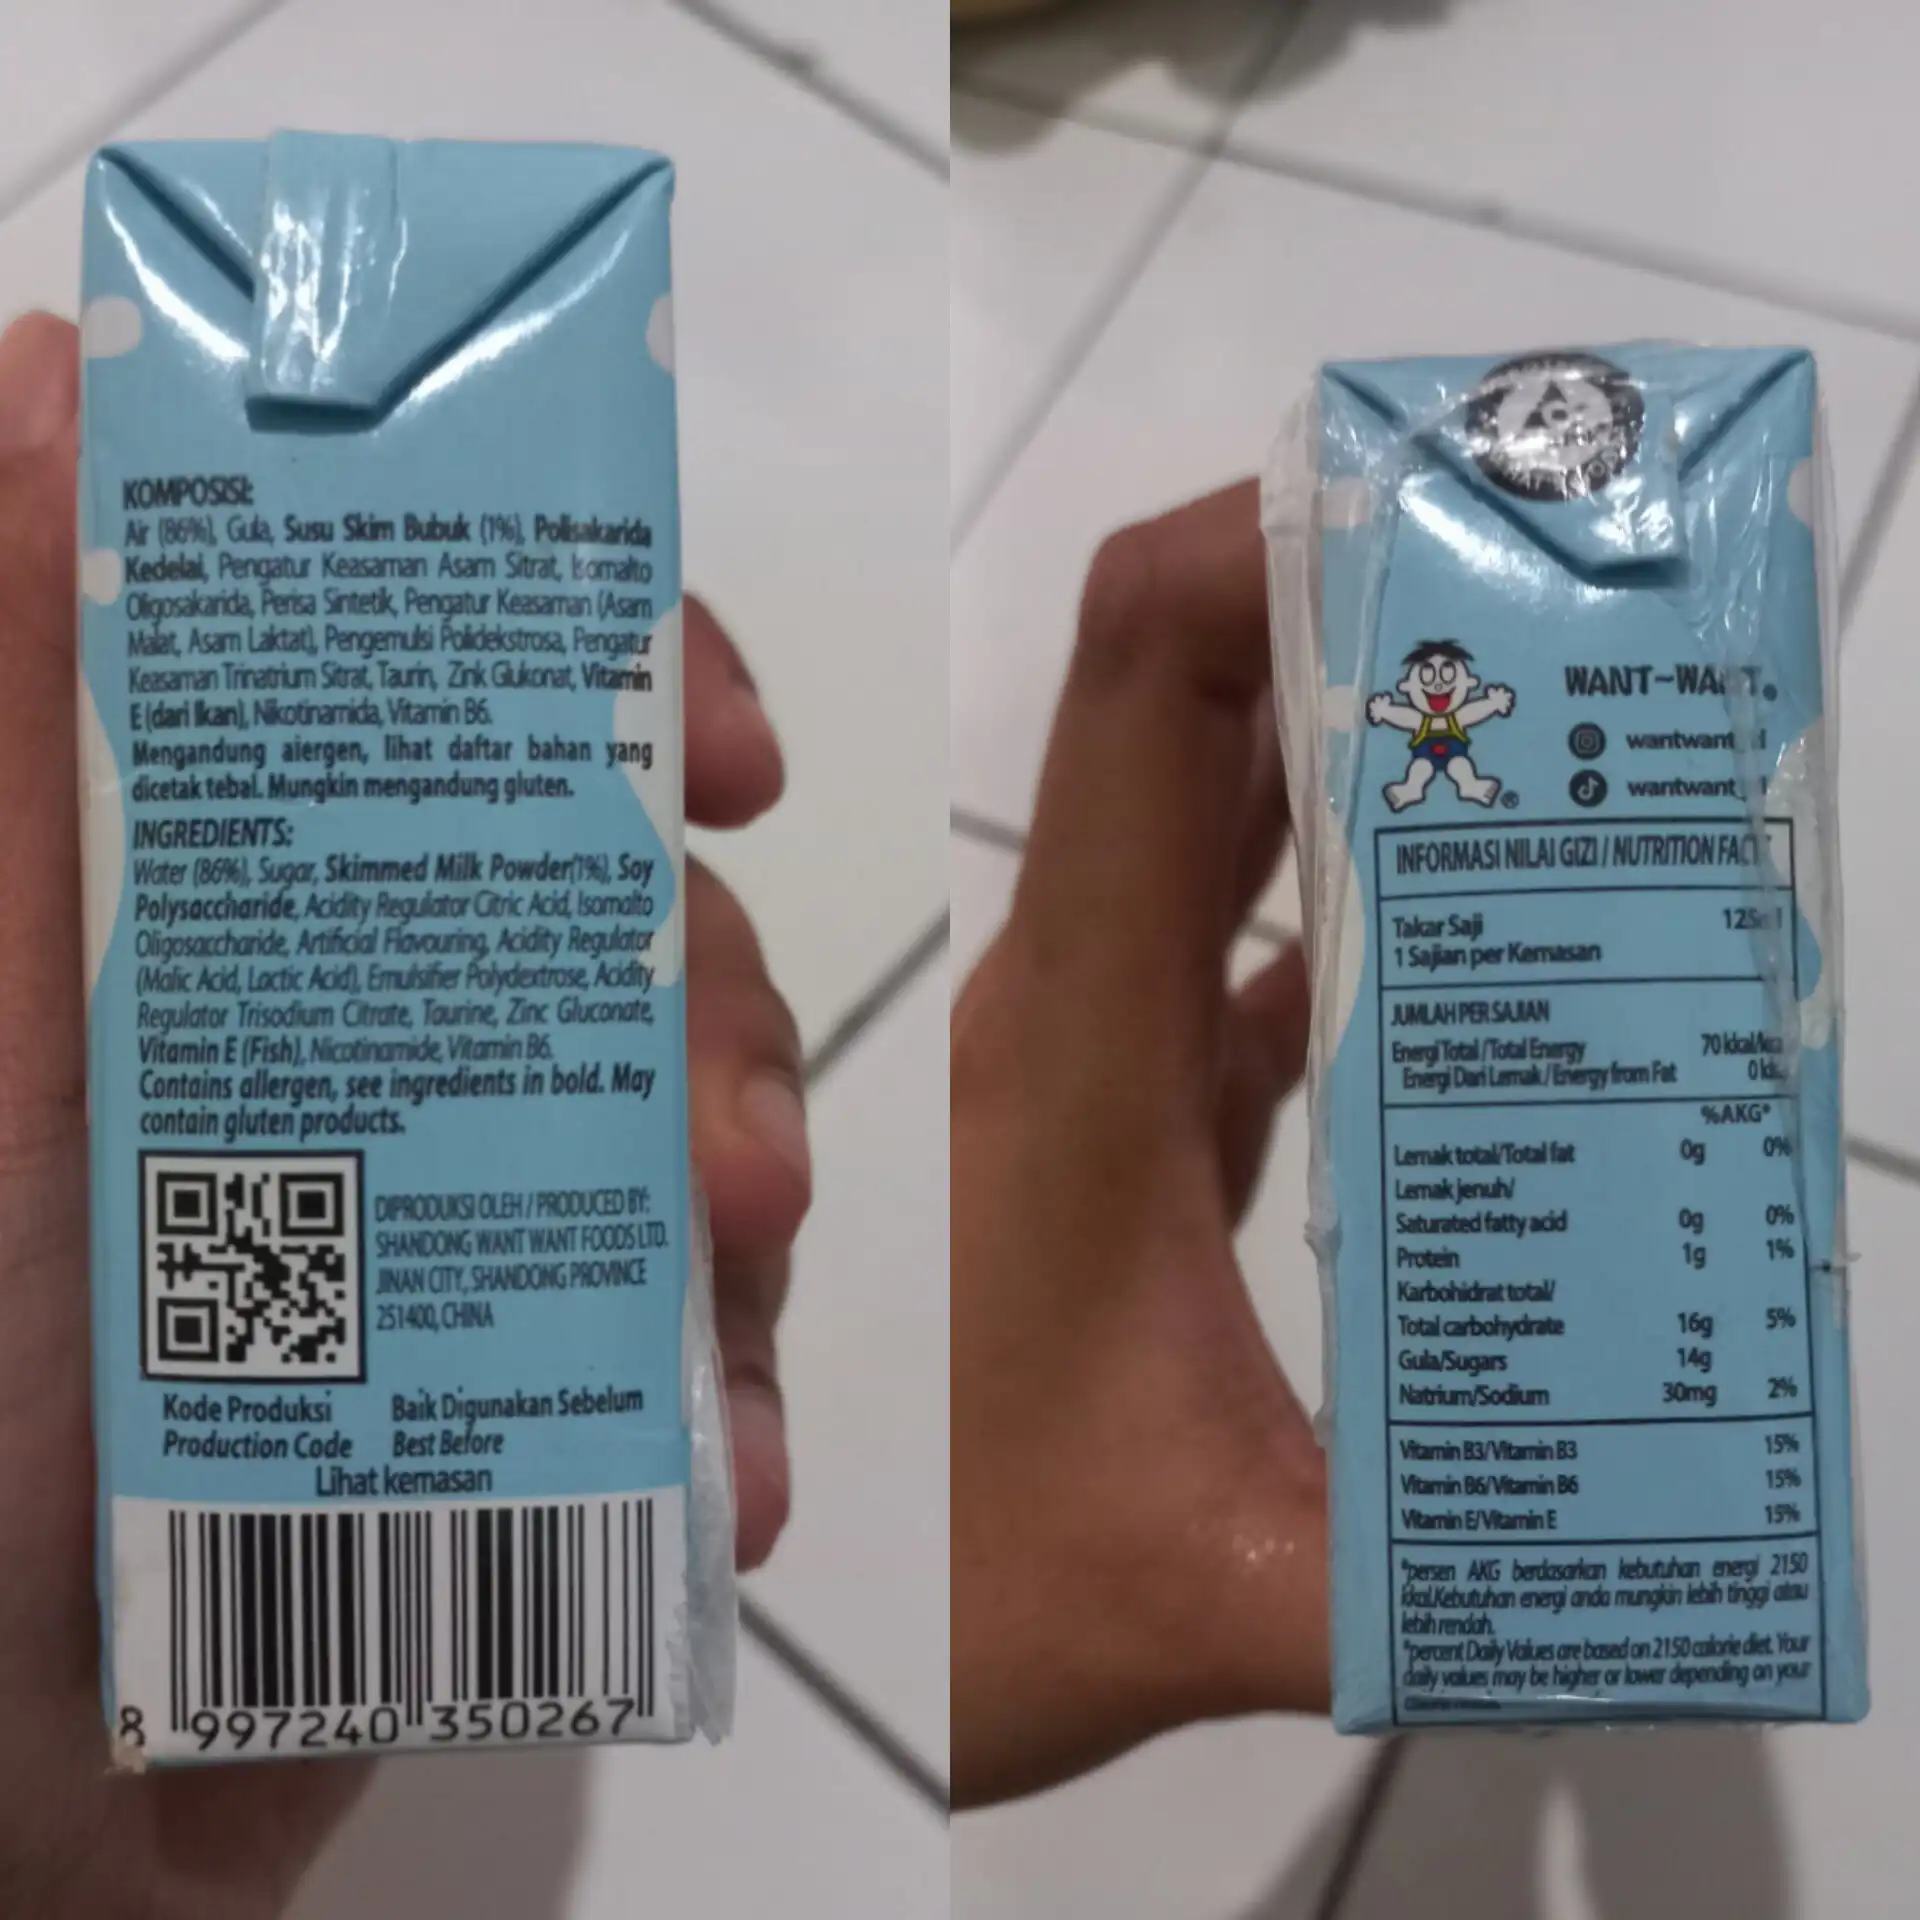 KOMPOSISI:
Air (86%), Gula, Susu Skim Bubuk (1%), Polisakarida
Kedelai, Pengatur Keasaman Asam Sitrat, Isomalto
Oligosakarida, Perisa Sintetik, Pengatur Keasaman (Asam
Malat, Asam Laktat), Pengemulsi Polidekstrosa, Pengatur
Keasaman Trinatrium Sitrat, Taurin, Zink Glukonat, Vitamin
E (dari Ikan), Nikotinamida, Vitamin B6.
Mengandung alergen, lihat daftar bahan yang
dicetak tebal. Mungkin mengandung gluten.
INGREDIENTS:
Water (86%), Sugar, Skimmed Milk Powder(1%), Soy
Polysaccharide, Acidity Regulator Citric Acid, Isomalto
Oligosaccharide, Artificial Flavouring, Acidity Regulator
(Malic Acid, Lactic Acid), Emulsifier Polydextrose, Acidity
Regulator Trisodium Citrate, Taurine, Zinc Gluconate,
Vitamin E (Fish), Nicotinamide, Vitamin B6.
Contains allergen, see ingredients in bold. May
contain gluten products.
DIPRODUKSI OLEH / PRODUCED BY:
SHANDONG WANT WANT FOODS LTD.
JINAN CITY, SHANDONG PROVINCE
251400, CHINA
Kode Produksi Baik Digunakan Sebelum
Production Code Best Before
Lihat kemasan
8 997240 350267
WANT~WANT®
wantwant
wantwant
®
INFORMASI NILAI GIZI / NUTRITION FACT
Takar Saji 125ml
1 Sajian per Kemasan
JUMLAH PER SAJIAN
Energi Total / Total Energy 70 kkal/kcal
Energi Dari Lemak / Energy from Fat 0
%AKG*
Lemak total/Total fat 0g 0%
Lemak jenuh/
Saturated fatty acid 0g 0%
Protein 1g 1%
Karbohidrat total/
Total carbohydrate 16g 5%
Gula/Sugars 14g
Natrium/Sodium 30mg 2%
Vitamin B3/Vitamin B3 15%
Vitamin B6/Vitamin B6 15%
Vitamin E/Vitamin E 15%
*persen AKG berdasarkan kebutuhan energi 2150
kkal.Kebutuhan energi anda mungkin lebih tinggi atau
lebih rendah.
*percent Daily Values are based on 2150 calorie diet. Your
daily values may be higher or lower depending on your